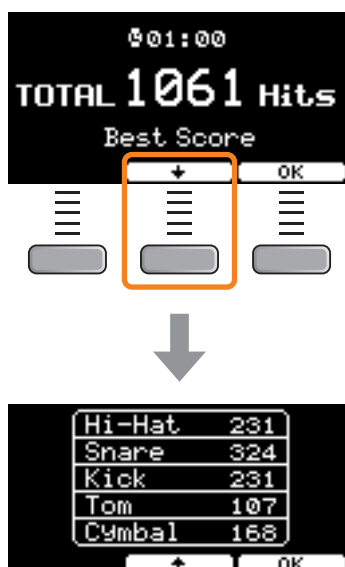 01:00
TOTAL 1061 Hits
Best Score
↓ OK
Hi-Hat 231
Snare 324
Kick 231
Tom 107
Cymbal 168
↑ OK